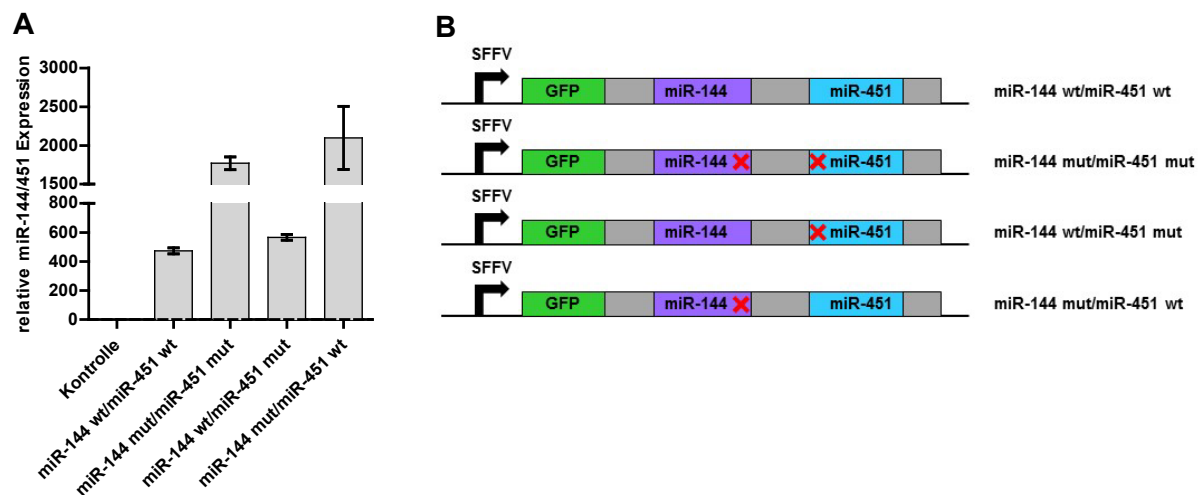 A
relative miR-144/451 Expression
3000
2500
2000
1500
800
600
400
200
0
Kontrolle
miR-144 wt/miR-451 wt
miR-144 mut/miR-451 mut
miR-144 wt/miR-451 mut
miR-144 mut/miR-451 wt
B
SFFV
GFP miR-144 miR-451 miR-144 wt/miR-451 wt
SFFV
GFP miR-144 miR-451 miR-144 mut/miR-451 mut
SFFV
GFP miR-144 miR-451 miR-144 wt/miR-451 mut
SFFV
GFP miR-144 miR-451 miR-144 mut/miR-451 wt